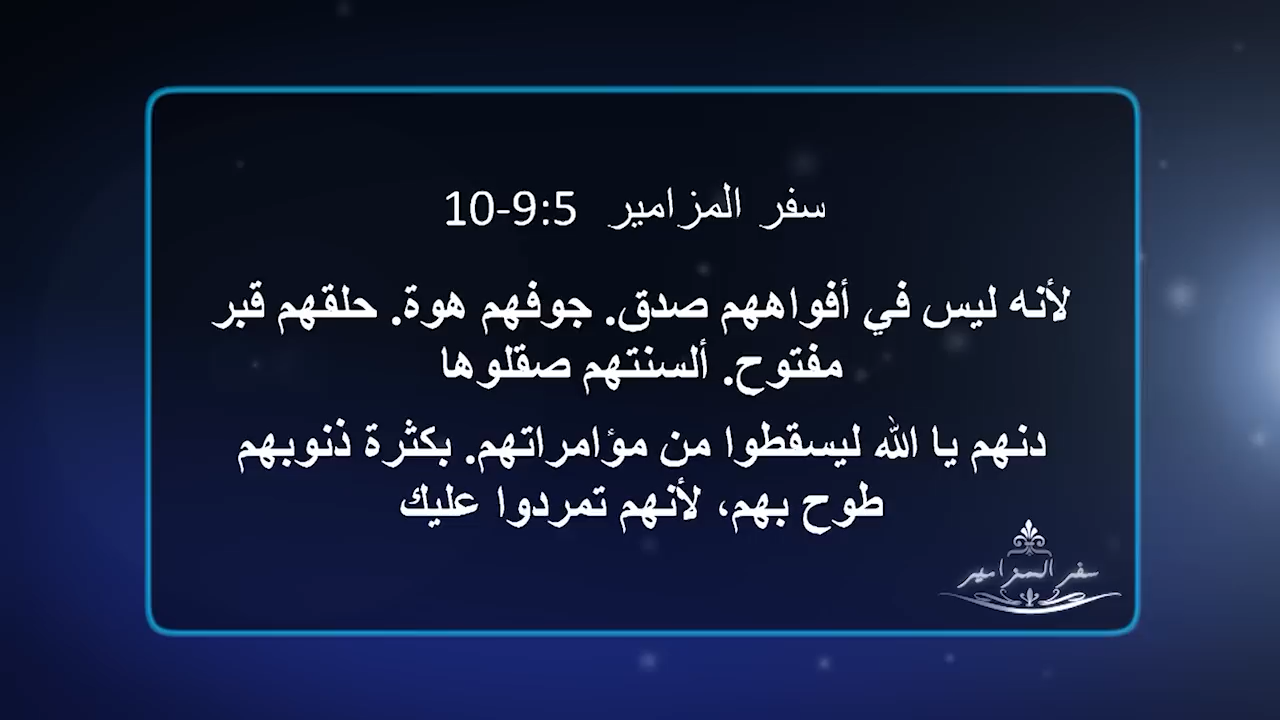 سفر المزامير 5:9-10
لأنه ليس في أفواههم صدق. جوفهم هوة. حلقهم قبر
مفتوح. ألسنتهم صقلوها
دنهم يا الله ليسقطوا من مؤامراتهم. بكثرة ذنوبهم
طوح بهم، لأنهم تمردوا عليك
سفر المزامير